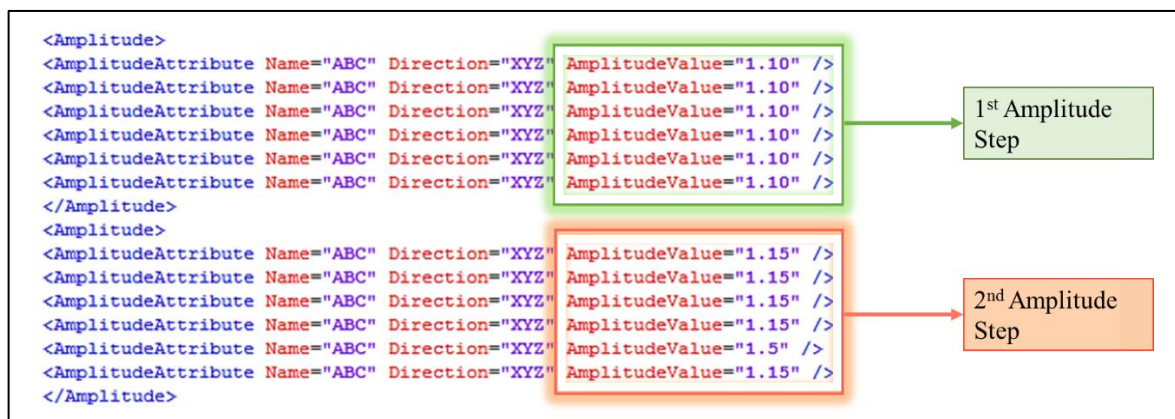 <Amplitude>
<AmplitudeAttribute Name="ABC" Direction="XYZ" AmplitudeValue="1.10" />
<AmplitudeAttribute Name="ABC" Direction="XYZ" AmplitudeValue="1.10" />
<AmplitudeAttribute Name="ABC" Direction="XYZ" AmplitudeValue="1.10" />
<AmplitudeAttribute Name="ABC" Direction="XYZ" AmplitudeValue="1.10" />
<AmplitudeAttribute Name="ABC" Direction="XYZ" AmplitudeValue="1.10" />
<AmplitudeAttribute Name="ABC" Direction="XYZ" AmplitudeValue="1.10" />
</Amplitude>
<Amplitude>
<AmplitudeAttribute Name="ABC" Direction="XYZ" AmplitudeValue="1.15" />
<AmplitudeAttribute Name="ABC" Direction="XYZ" AmplitudeValue="1.15" />
<AmplitudeAttribute Name="ABC" Direction="XYZ" AmplitudeValue="1.15" />
<AmplitudeAttribute Name="ABC" Direction="XYZ" AmplitudeValue="1.15" />
<AmplitudeAttribute Name="ABC" Direction="XYZ" AmplitudeValue="1.5" />
<AmplitudeAttribute Name="ABC" Direction="XYZ" AmplitudeValue="1.15" />
</Amplitude>
1st Amplitude
Step
2nd Amplitude
Step